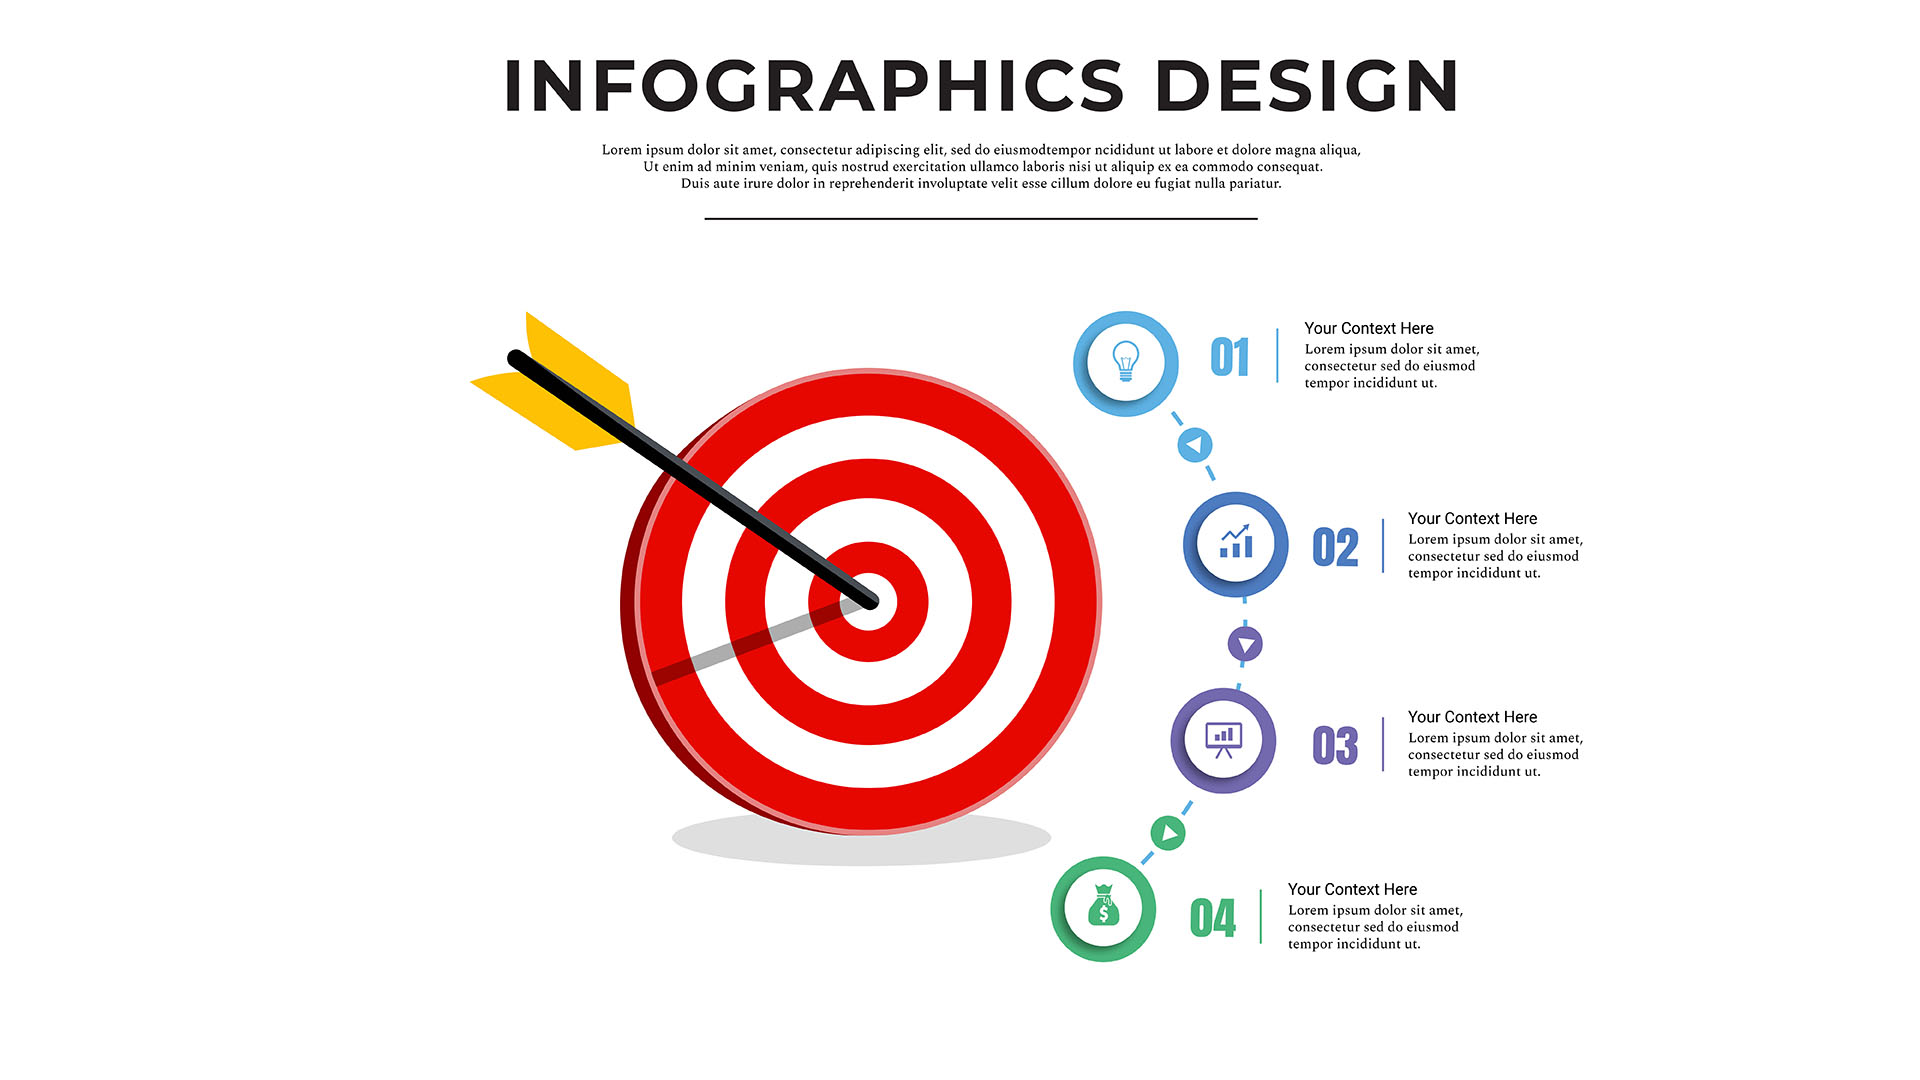 INFOGRAPHICS DESIGN
Lorem ipsum dolor sit amet, consectetur adipiscing elit, sed do eiusmodtempor ncididunt ut labore et dolore magna aliqua,
Ut enim ad minim veniam, quis nostrud exercitation ullamco laboris nisi ut aliquip ex ea commodo consequat.
Duis aute irure dolor in reprehenderit involuptate velit esse cillum dolore eu fugiat nulla pariatur.
01
Your Context Here
Lorem ipsum dolor sit amet,
consectetur sed do eiusmod
tempor incididunt ut.
02
Your Context Here
Lorem ipsum dolor sit amet,
consectetur sed do eiusmod
tempor incididunt ut.
03
Your Context Here
Lorem ipsum dolor sit amet,
consectetur sed do eiusmod
tempor incididunt ut.
$
04
Your Context Here
Lorem ipsum dolor sit amet,
consectetur sed do eiusmod
tempor incididunt ut.